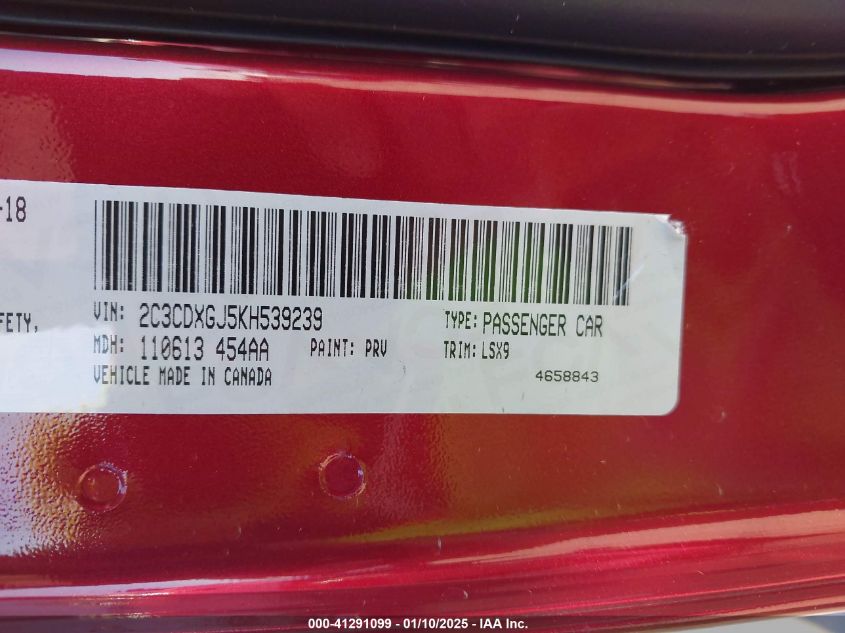 -18
FETY,
VIN: 2C3CDXGJ5KH539239 TYPE: PASSENGER CAR
MDH: 110613 454AA PAINT: PRV TRIM: LSX9
VEHICLE MADE IN CANADA 4658843
000-41291099 - 01/10/2025 - IAA Inc.